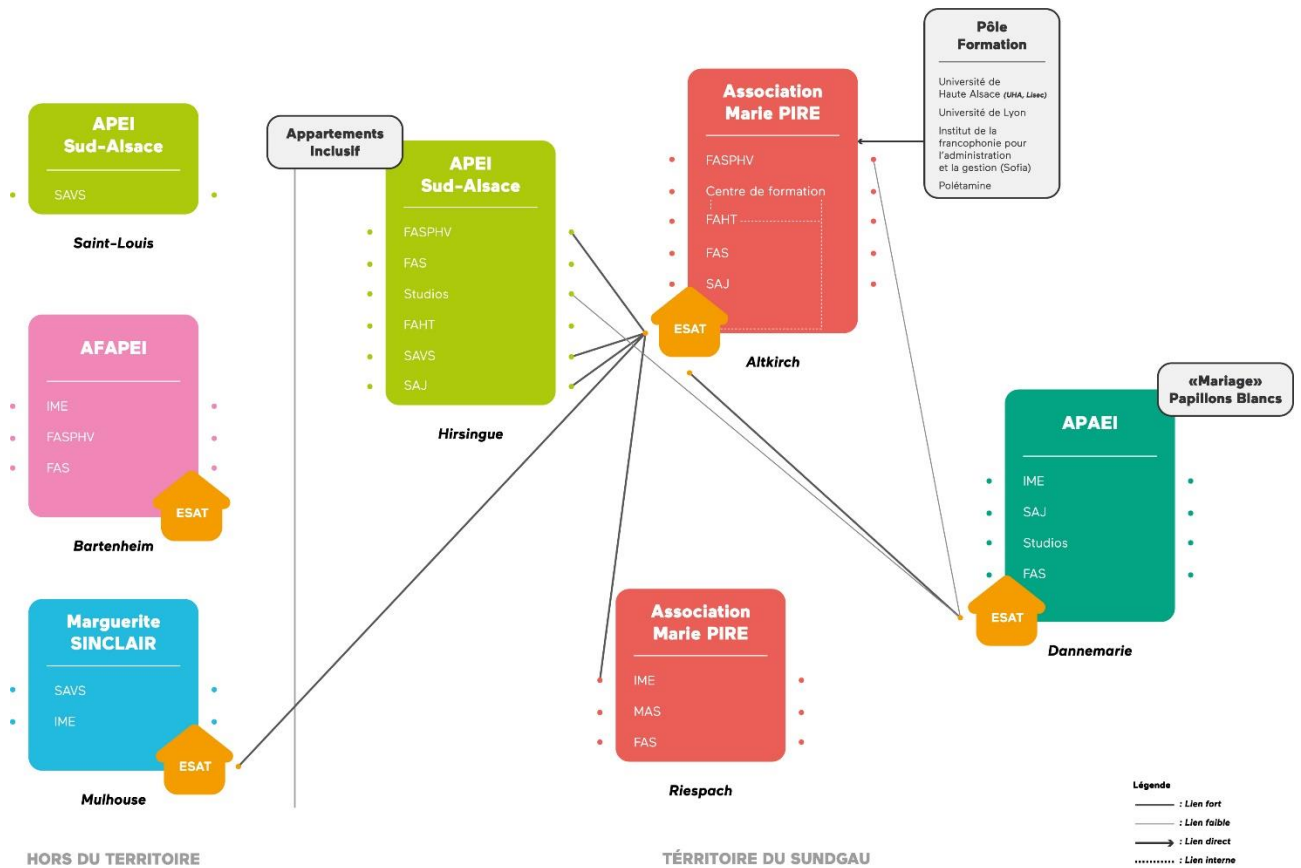 APEI
Sud-Alsace
SAVS
Saint-Louis
AFAPEI
IME
FASPHV
FAS
ESAT
Bartenheim
Marguerite
SINCLAIR
SAVS
IME
ESAT
Mulhouse
HORS DU TERRITOIRE
Appartements
Inclusif
APEI
Sud-Alsace
FASPHV
FAS
Studios
FAHT
SAVS
SAJ
Hirsingue
Association
Marie PIRE
FASPHV
Centre de formation
FAHT
FAS
SAJ
ESAT
Altkirch
Pôle
Formation
Université de
Haute Alsace (UHA, Lisec)
Université de Lyon
Institut de la
francophonie pour
l'administration
et la gestion (Sofia)
Polétamine
«Mariage»
Papillons Blancs
APAEI
IME
SAJ
Studios
FAS
ESAT
Dannemarie
Association
Marie PIRE
IME
MAS
FAS
Riespach
TÉRRITOIRE DU SUNDGAU
Légende
: Lien fort
: Lien faible
: Lien direct
: Lien interne